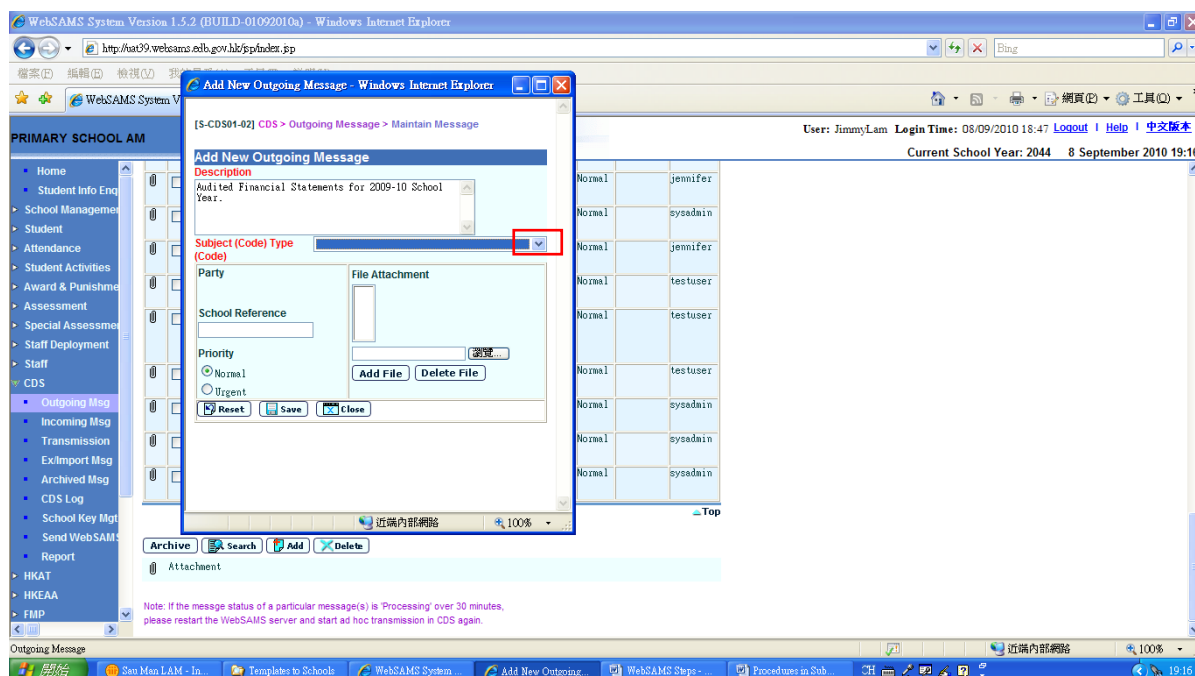 WebSAMS System Version 1.5.2 (BUILD-01092010a) - Windows Internet Explorer
http://uat39.websams.edb.gov.hk/jsp/index.jsp
Bing
檔案(F) 編輯(E) 檢視(V)
WebSAMS System V
網頁(P) 工具(O)
PRIMARY SCHOOL AM
User: JimmyLam Login Time: 08/09/2010 18:47 Logout | Help | 中文版本
Current School Year: 2044 8 September 2010 19:16
Home
Student Info Enq
School Managemen
Student
Attendance
Student Activities
Award & Punishme
Assessment
Special Assessmen
Staff Deployment
Staff
CDS
Outgoing Msg
Incoming Msg
Transmission
Ex/Import Msg
Archived Msg
CDS Log
School Key Mgt
Send WebSAMS
Report
HKAT
HKEAA
FMP
Add New Outgoing Message - Windows Internet Explorer
[S-CDS01-02] CDS > Outgoing Message > Maintain Message
Add New Outgoing Message
Description
Audited Financial Statements for 2009-10 School
Year.
Subject (Code) Type
(Code)
Party
File Attachment
School Reference
Priority
瀏覽...
Normal
Add File Delete File
Urgent
Reset Save Close
近端內部網路 100%
Normal jennifer
Normal sysadmin
Normal jennifer
Normal testuser
Normal testuser
Normal testuser
Normal sysadmin
Normal sysadmin
Normal sysadmin
Top
Archive Search Add Delete
Attachment
Note: If the messge status of a particular message(s) is 'Processing' over 30 minutes,
please restart the WebSAMS server and start ad hoc transmission in CDS again.
Outgoing Message
近端內部網路 100%
開始 San Man LAM - In... Templates to Schools WebSAMS System ... Add New Outgoing... WebSAMS Steps - ... Procedures in Sub... CH 19:16